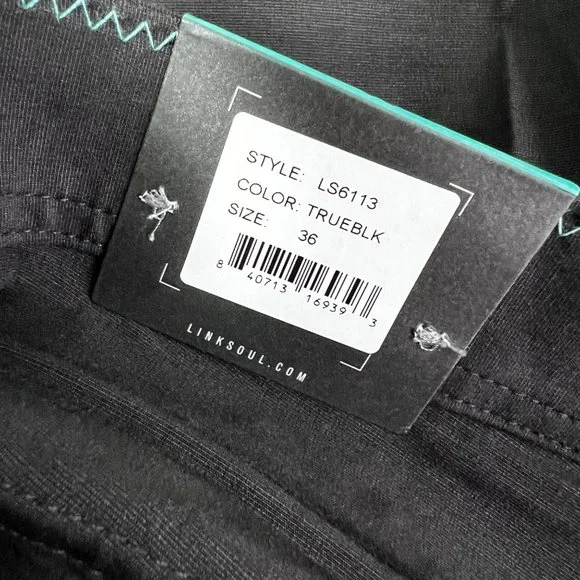 STYLE: LS6113
COLOR: TRUEBLK
SIZE: 36
8 40713 16939 3
LINKSOUL.COM